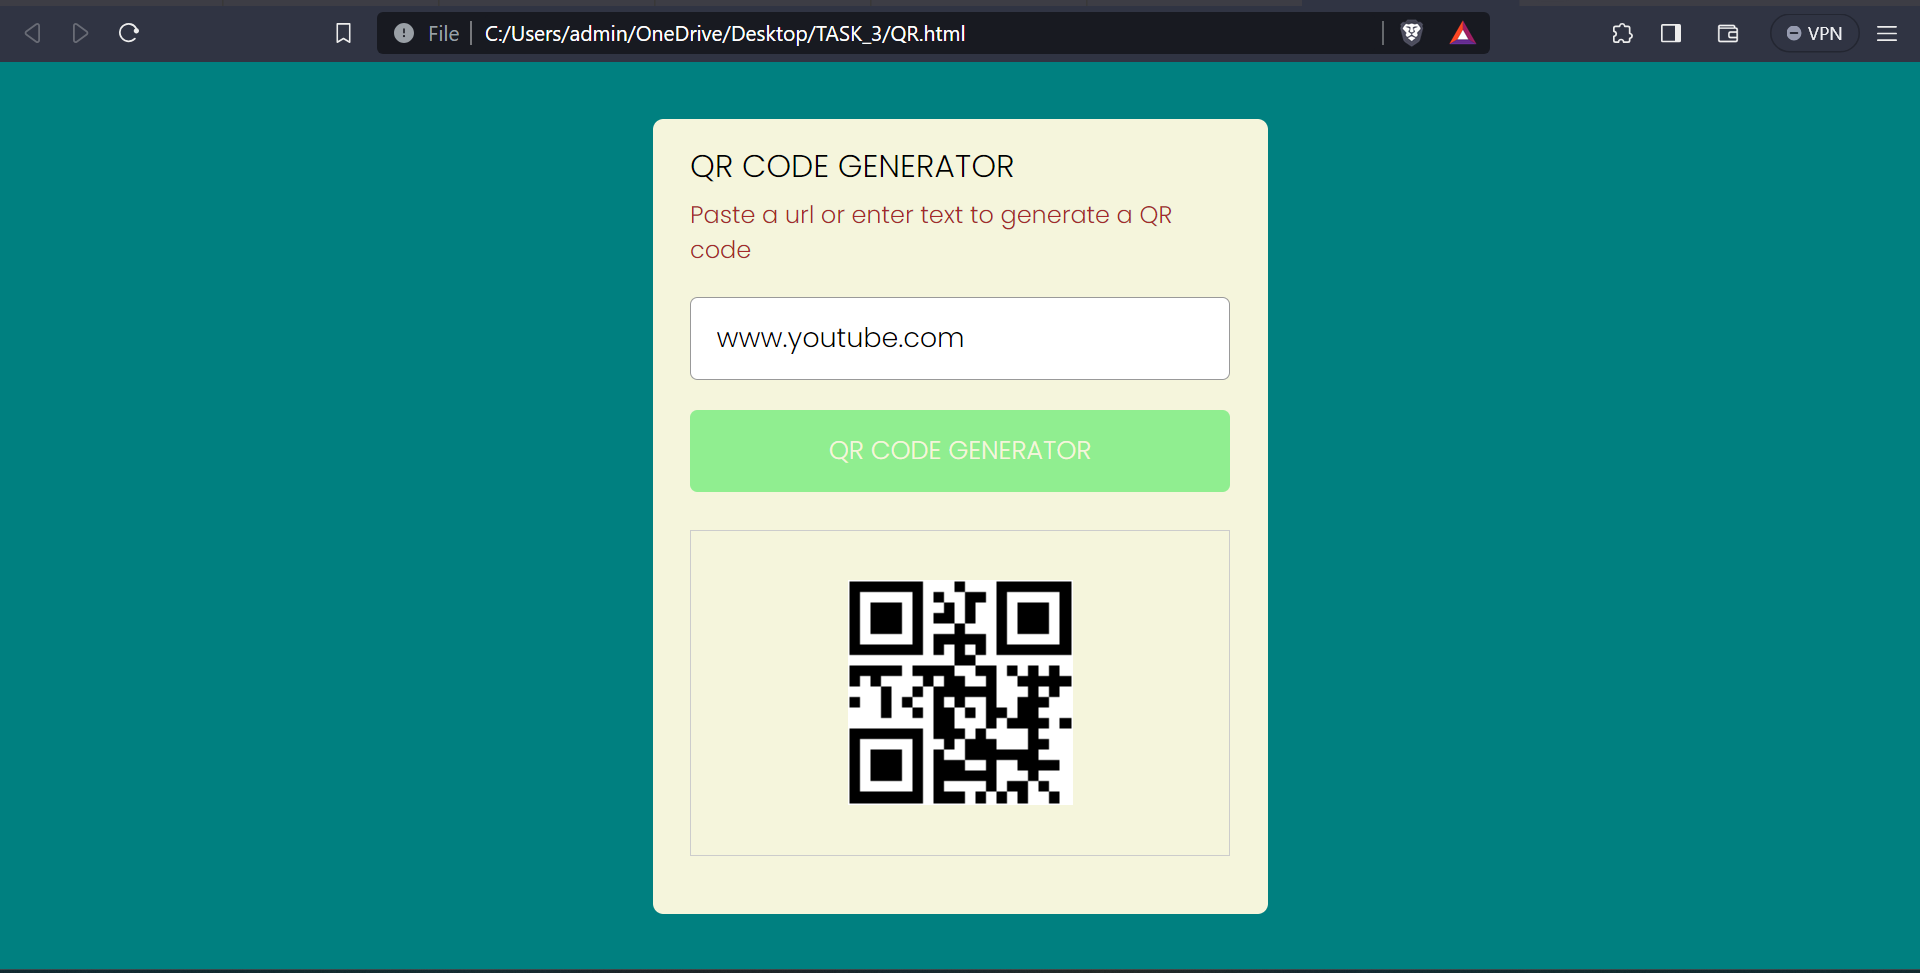 File
C:/Users/admin/OneDrive/Desktop/TASK_3/QR.html
VPN
QR CODE GENERATOR
Paste a url or enter text to generate a QR
code
www.youtube.com
QR CODE GENERATOR